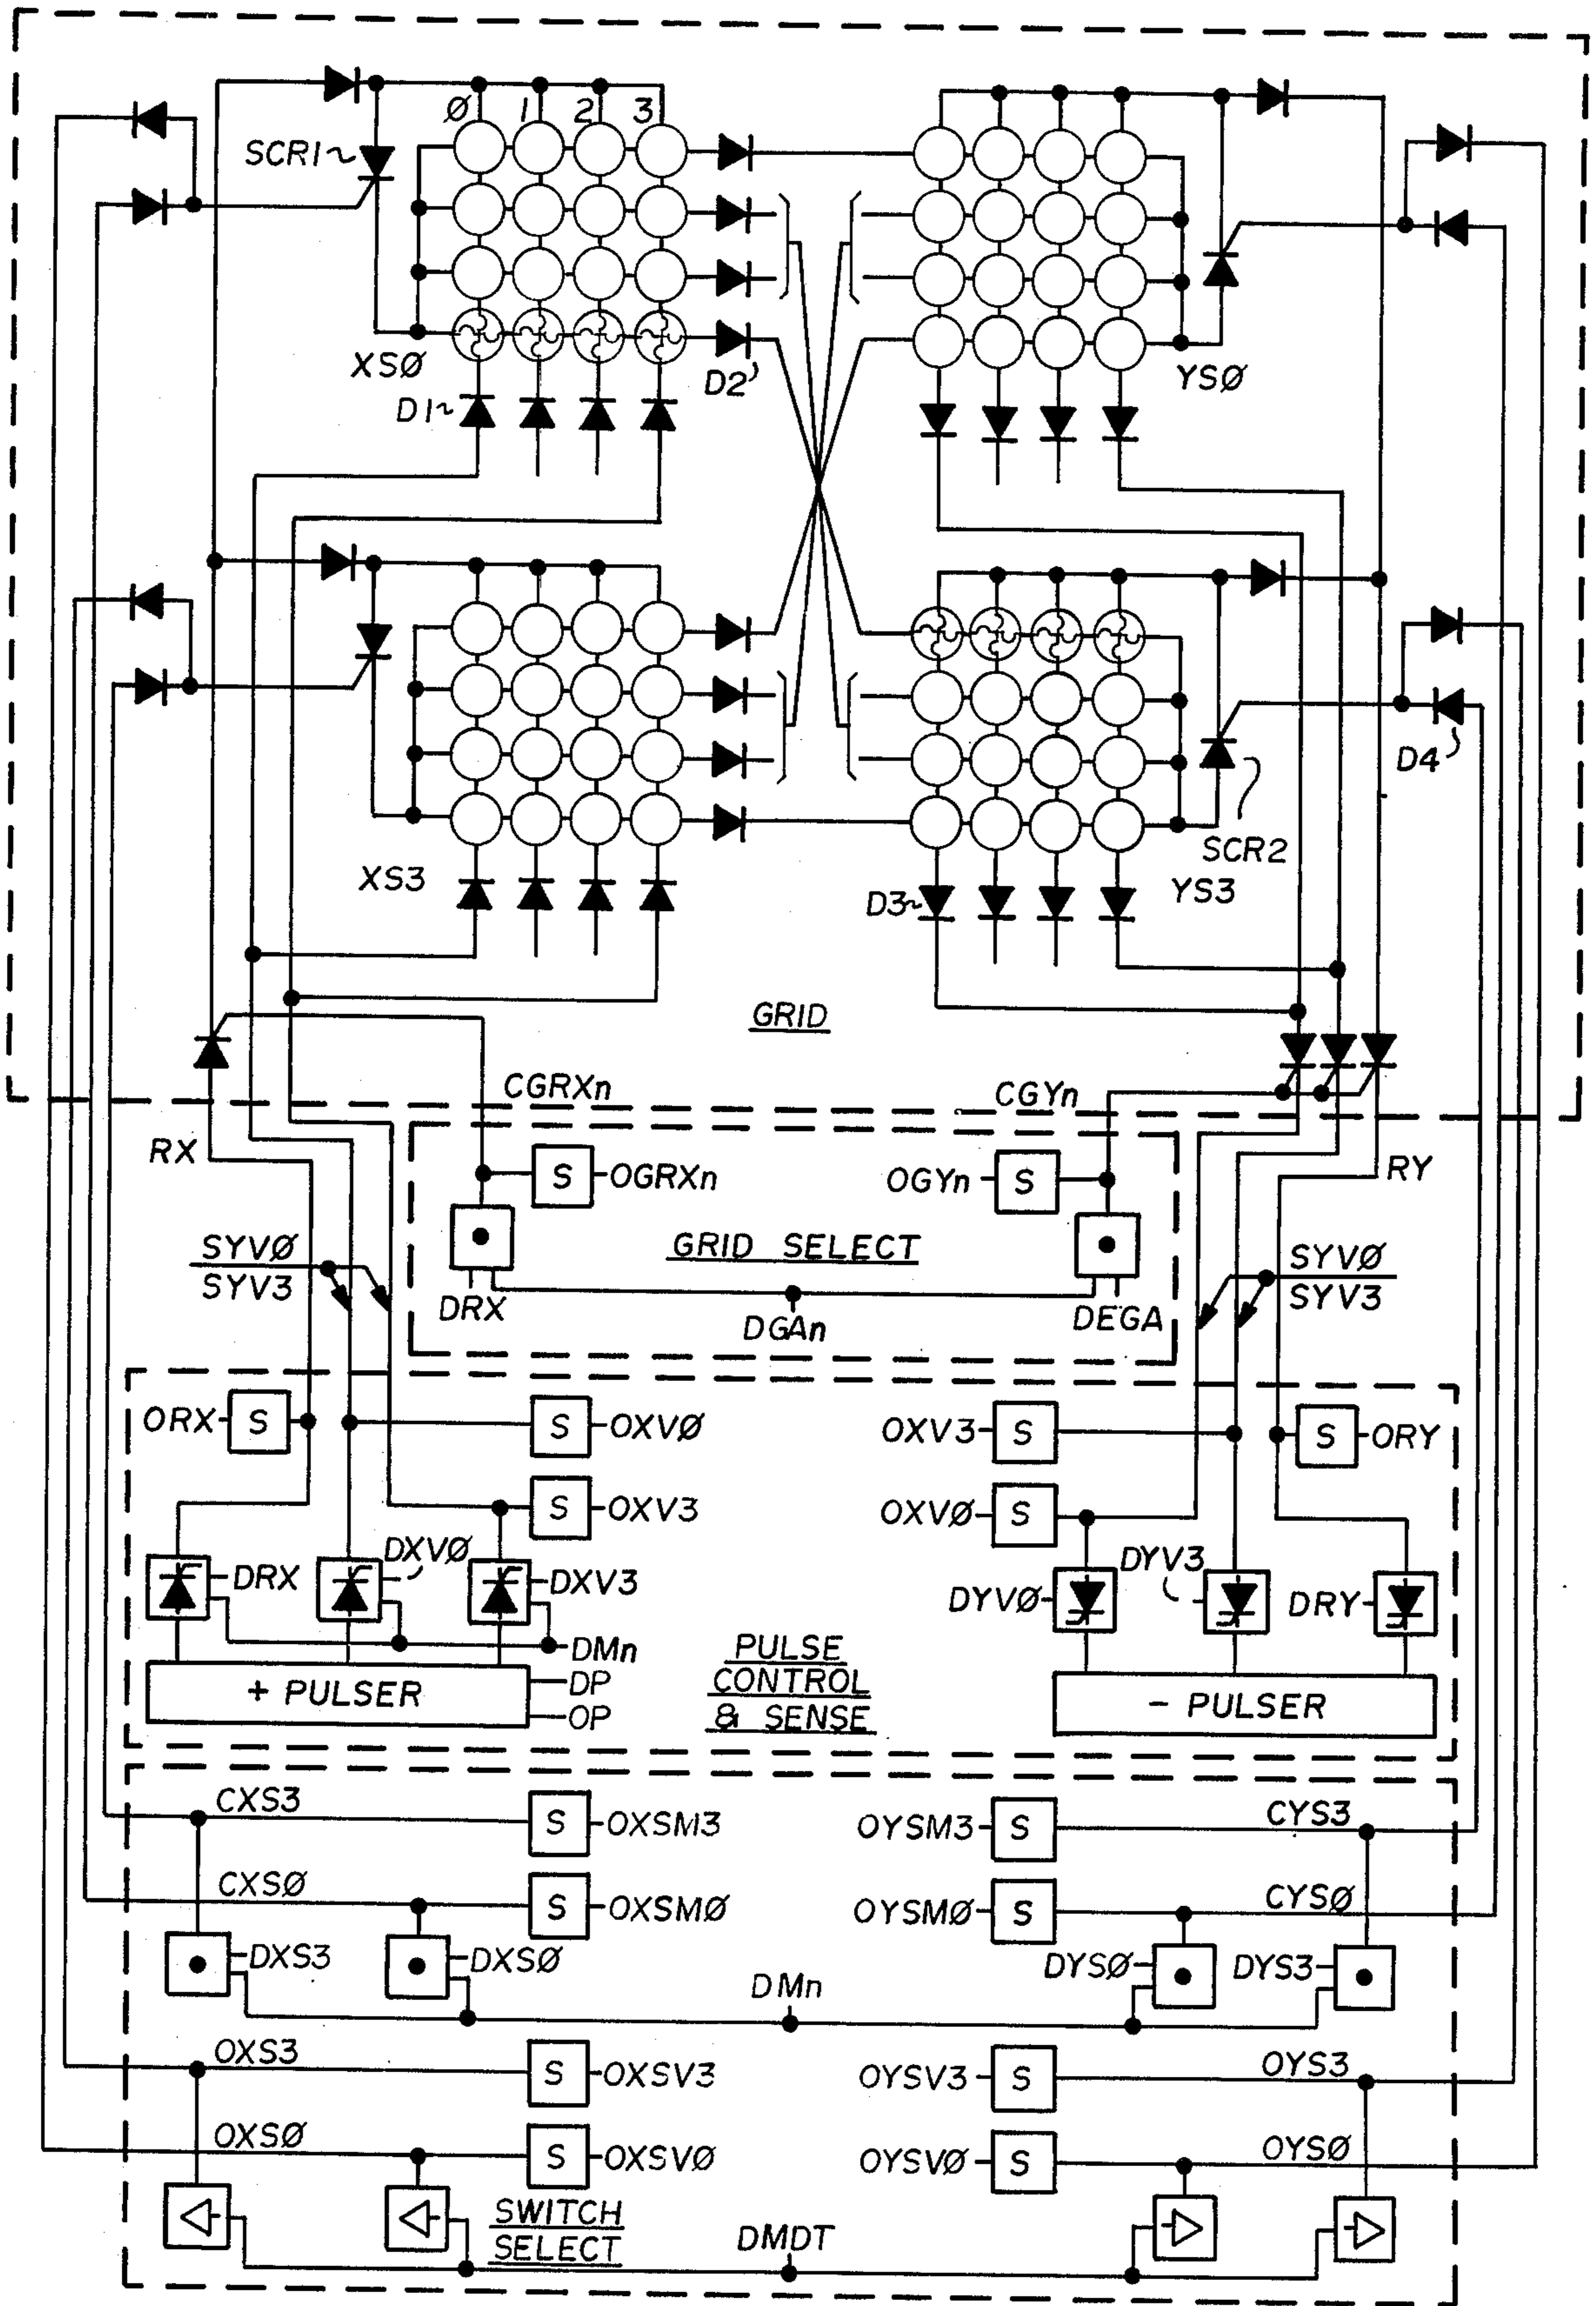 Ø 1 2 3
SCR1
XSØ
YSØ
D1
D2
D4
SCR2
XS3
D3
YS3
GRID
CGRXn
CGYn
RX
RY
S
OGRXn
OGYn
S
SYVØ
SYV3
GRID SELECT
SYVØ
SYV3
DRX
DGAn
DEGA
ORX
S
S
OXVØ
OXV3
S
S
ORY
S
OXV3
OXVØ
S
DRX
DXVØ
DXV3
DYVØ
DYV3
DRY
DMn
+ PULSER
DP
OP
PULSE
CONTROL
& SENSE
- PULSER
CXS3
S
OXSM3
OYSM3
S
CYS3
CXSØ
S
OXSMØ
OYSMØ
S
CYSØ
DXS3
DXSØ
DMn
DYSØ
DYS3
OXS3
S
OXSV3
OYSV3
S
OYS3
OXSØ
S
OXSVØ
OYSVØ
S
OYSØ
SWITCH
SELECT
DMDT